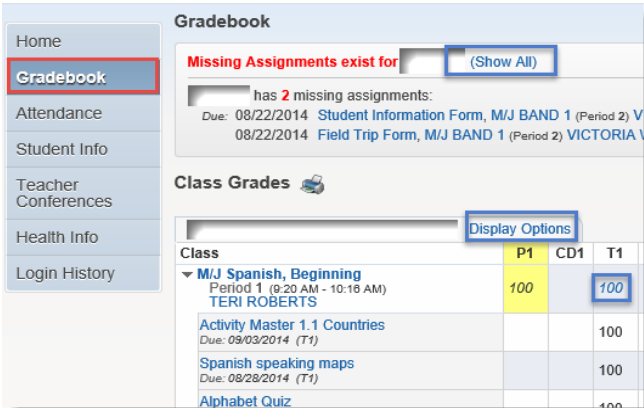 Gradebook
Home
Gradebook
Attendance
Student Info
Teacher
Conferences
Health Info
Login History
Missing Assignments exist for (Show All)
has 2 missing assignments:
Due: 08/22/2014 Student Information Form, M/J BAND 1 (Period 2) V
08/22/2014 Field Trip Form, M/J BAND 1 (Period 2) VICTORIA
Class Grades
Display Options
Class P1 CD1 T1
M/J Spanish, Beginning
Period 1 (9:20 AM - 10:16 AM) 100 100
TERI ROBERTS
Activity Master 1.1 Countries 100
Due: 09/03/2014 (T1)
Spanish speaking maps 100
Due: 08/28/2014 (T1)
Alphabet Quiz 100